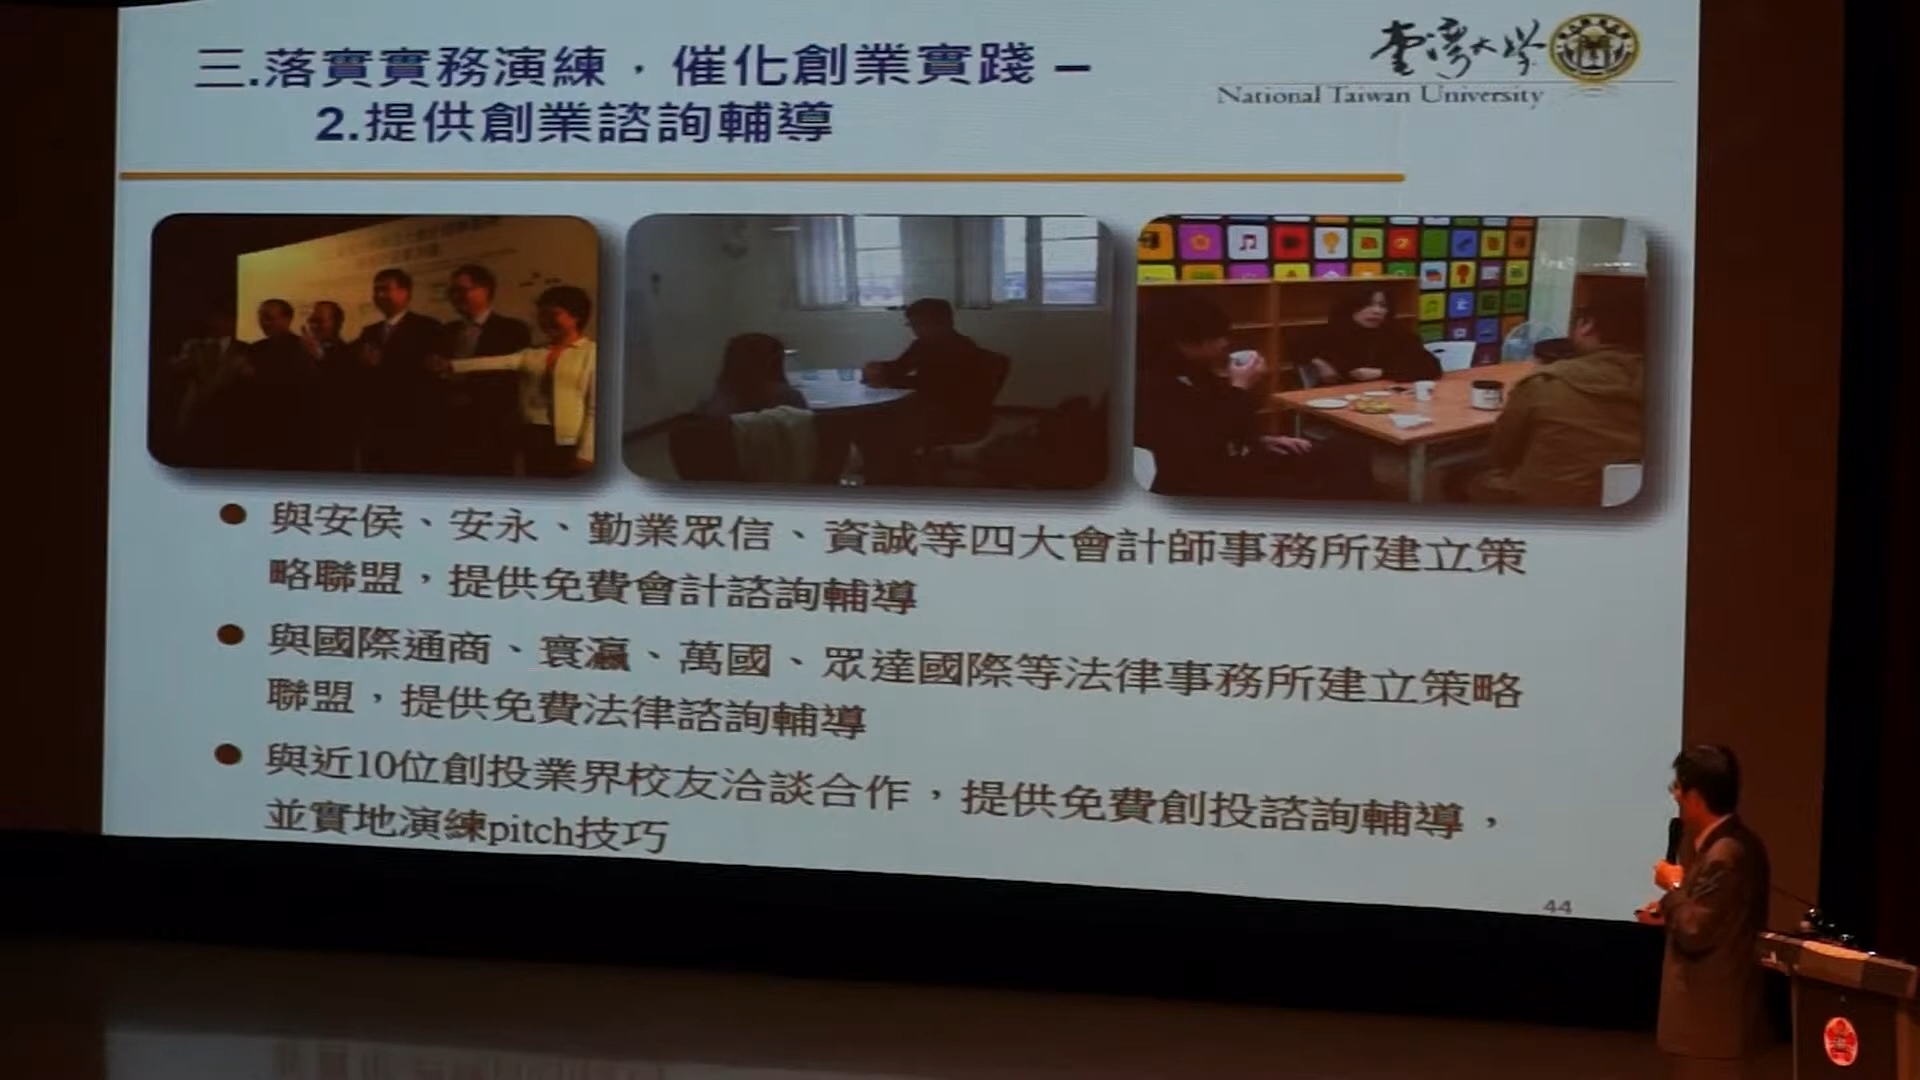 三.落實實務演練，催化創業實踐 –
2.提供創業諮詢輔導
臺灣大學
National Taiwan University
與安侯、安永、勤業眾信、資誠等四大會計師事務所建立策
略聯盟，提供免費會計諮詢輔導
與國際通商、寰瀛、萬國、眾達國際等法律事務所建立策略
聯盟，提供免費法律諮詢輔導
與近10位創投業界校友洽談合作，提供免費創投諮詢輔導，
並實地演練pitch技巧
44